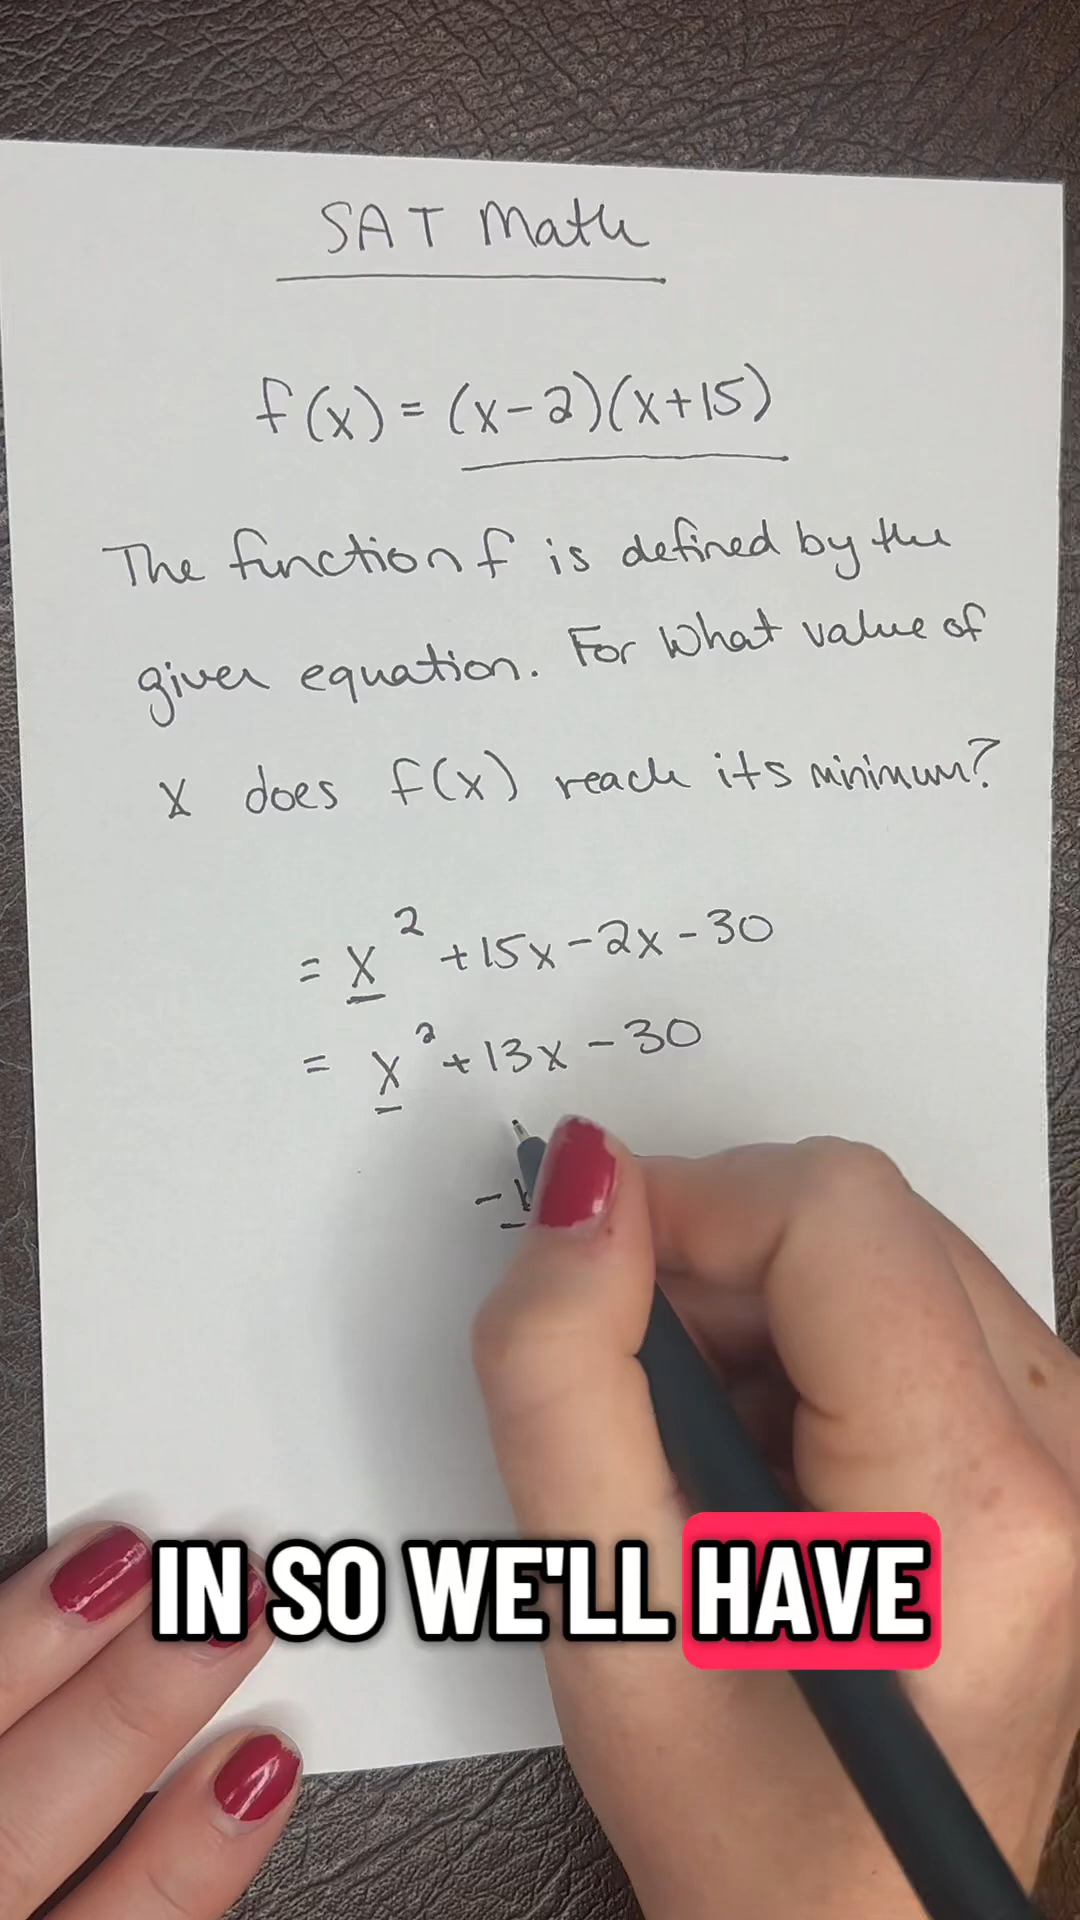 SAT Math
f(x) = (x-2)(x+15)
The function f is defined by the
given equation. For What value of
x does f(x) reach its minimum?
= x² +15x-2x-30
= x²+13x-30
-
IN SO WE'LL HAVE